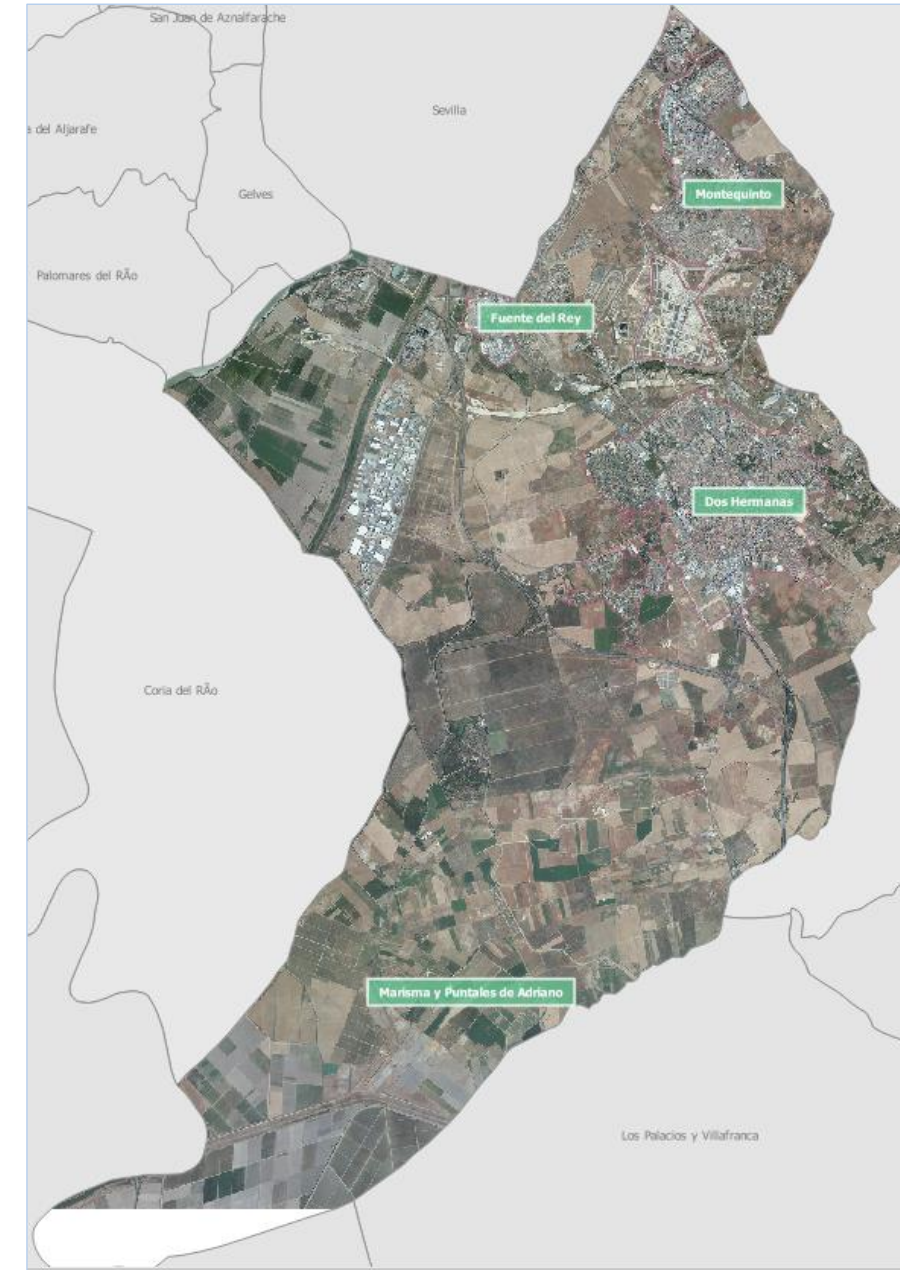 San Juan de Aznalfarache
Sevilla
a del Aljarafe
Montequinto
Gelves
Palomares del RÃo
Fuente del Rey
Dos Hermanas
Coria del RÃo
Marisma y Puntales de Adriano
Los Palacios y Villafranca